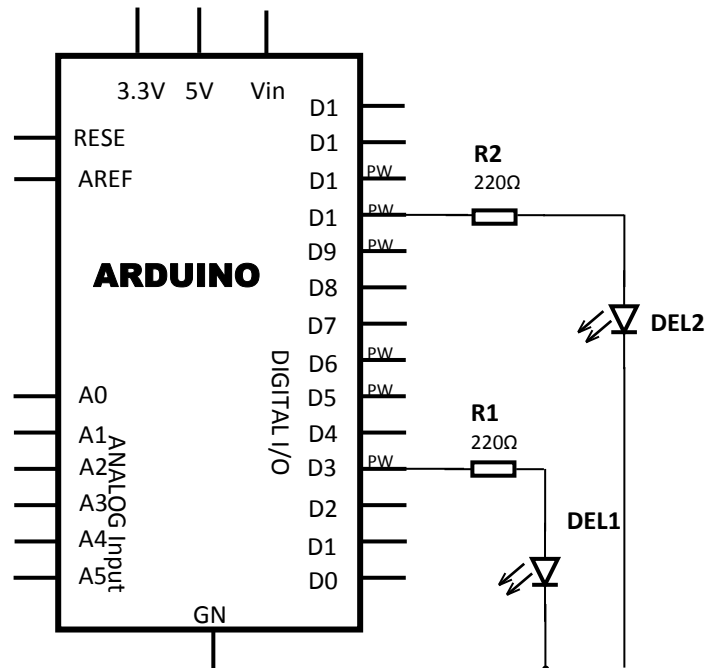 3.3V 5V Vin
D1
RESE
D1
AREF
D1 PW
R2
220Ω
D1 PW
D9 PW
ARDUINO
D8
D7
DEL2
D6 PW
DIGITAL I/O
A0
D5 PW
R1
220Ω
A1
D4
ANALOG Input
A2
D3 PW
A3
D2
DEL1
A4
D1
A5
D0
GN